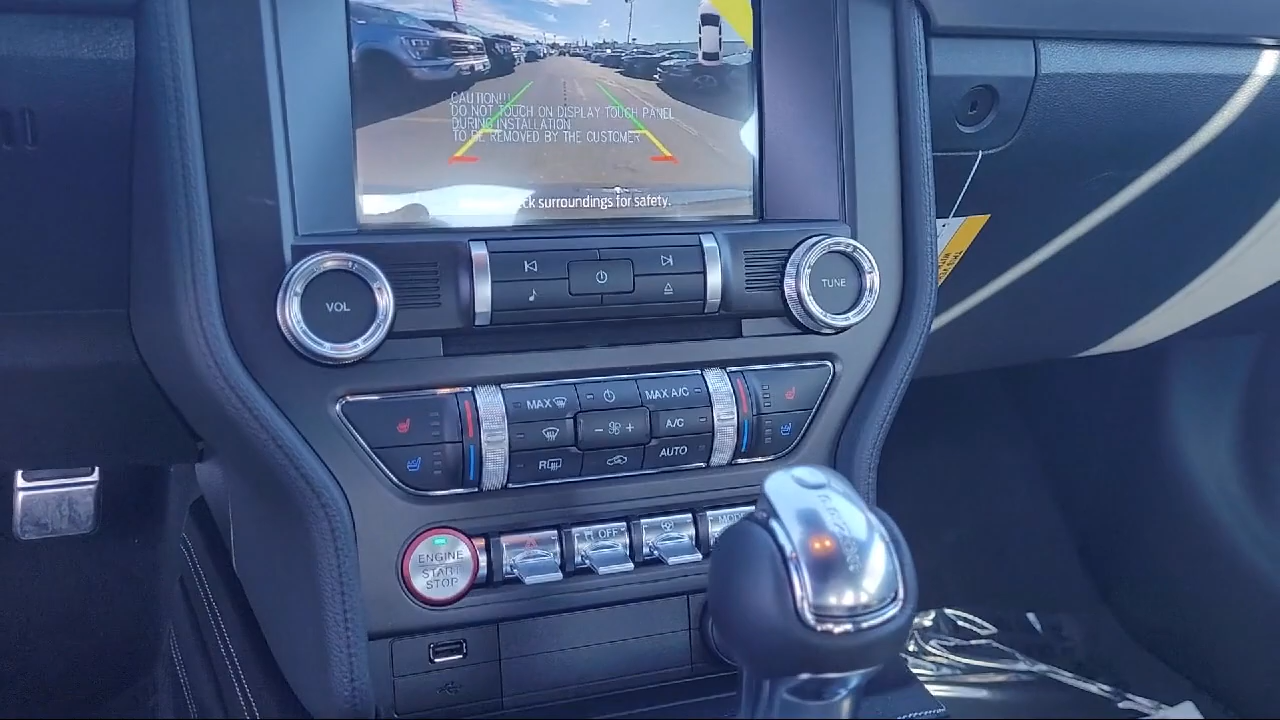 CAUTION!!!
DO NOT TOUCH ON DISPLAY TOUCH PANEL
DURING INSTALLATION
TO BE REMOVED BY THE CUSTOMER
surroundings for safety.
VOL
TUNE
MAX
MAX A/C
A/C
R
AUTO
ENGINE
START
STOP
OFF
MODE